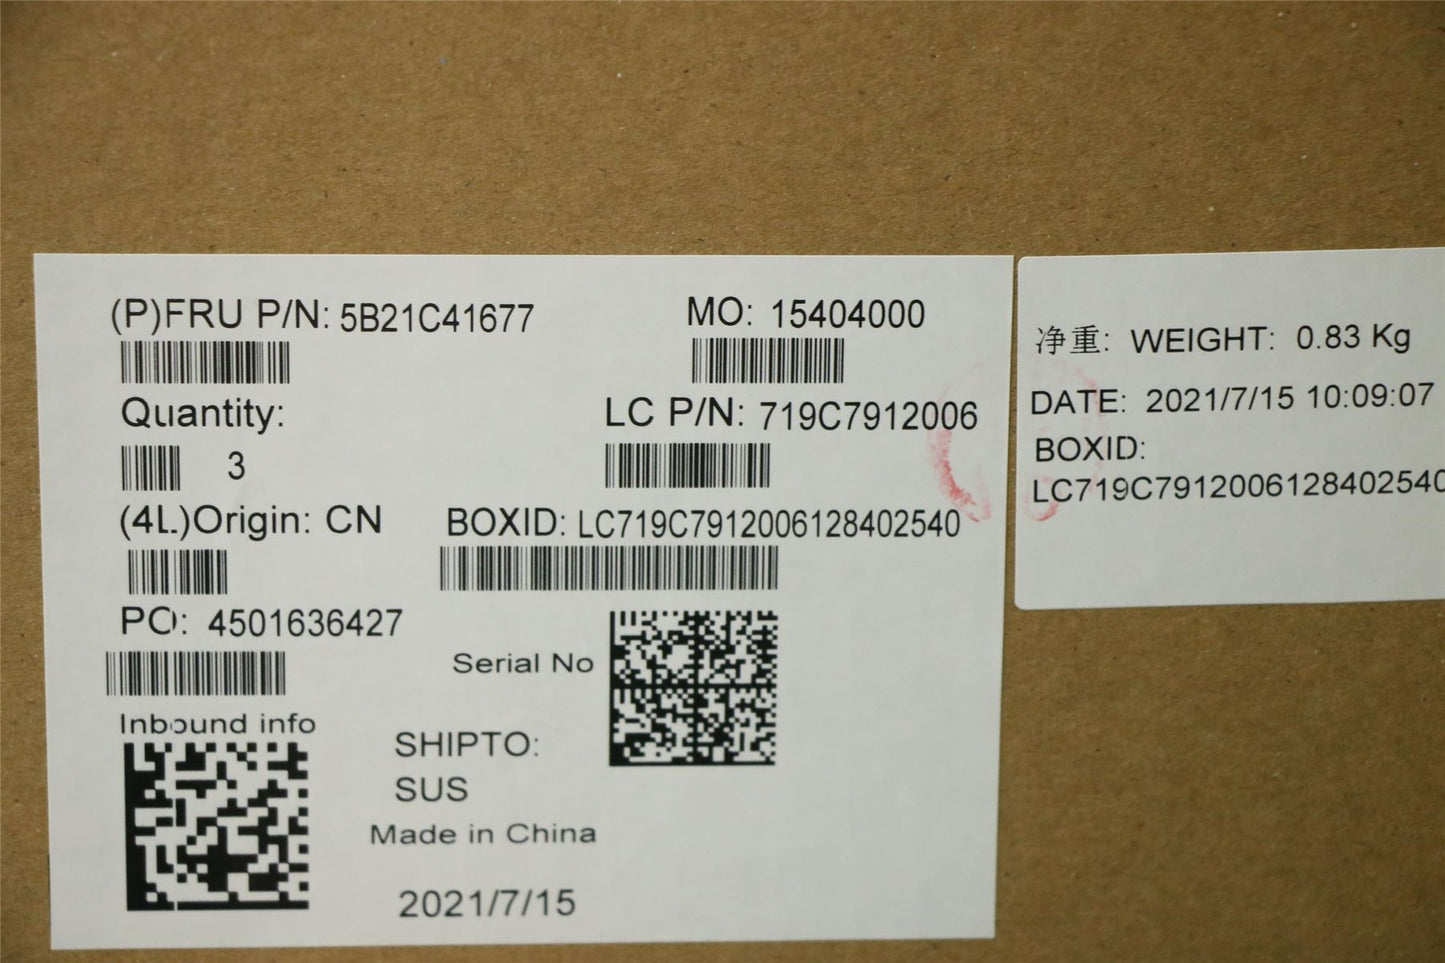 (P)FRU P/N: 5B21C41677
MO: 15404000
Quantity:
3
LC P/N: 719C7912006
(4L)Origin: CN
BOXID: LC719C7912006128402540
PO: 4501636427
Serial No
Inbound info
SHIPTO:
SUS
Made in China
2021/7/15
净重: WEIGHT: 0.83 Kg
DATE: 2021/7/15 10:09:07
BOXID:
LC719C7912006128402540